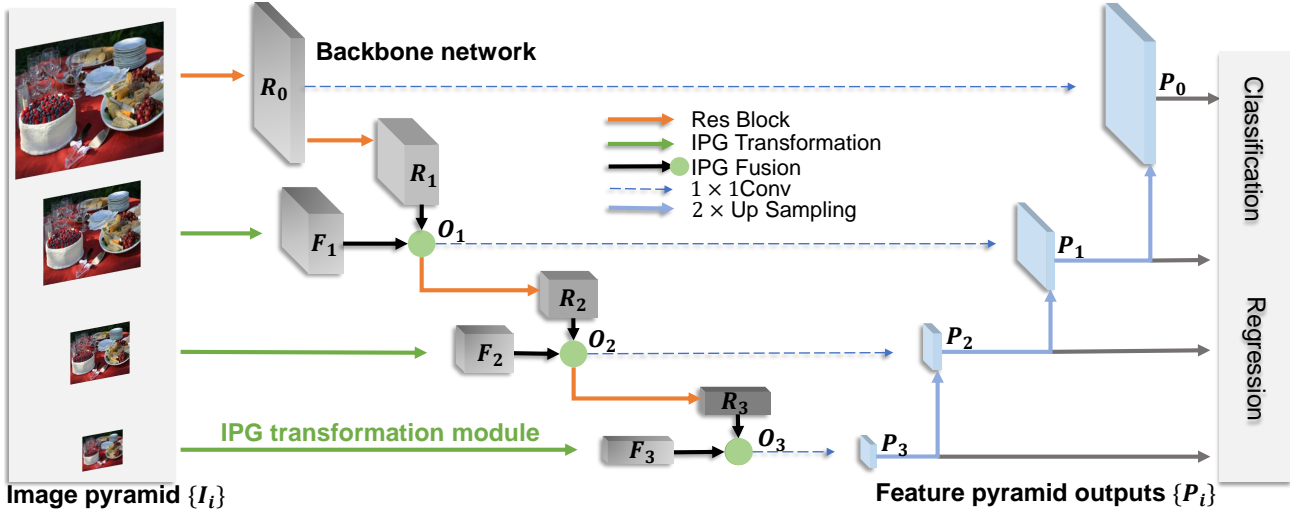 Backbone network
R₀
P₀
Classification
Res Block
IPG Transformation
IPG Fusion
1 × 1Conv
2 × Up Sampling
R₁
F₁
O₁
P₁
R₂
F₂
O₂
P₂
Regression
R₃
IPG transformation module
F₃
O₃
P₃
Image pyramid {Iᵢ}
Feature pyramid outputs {Pᵢ}